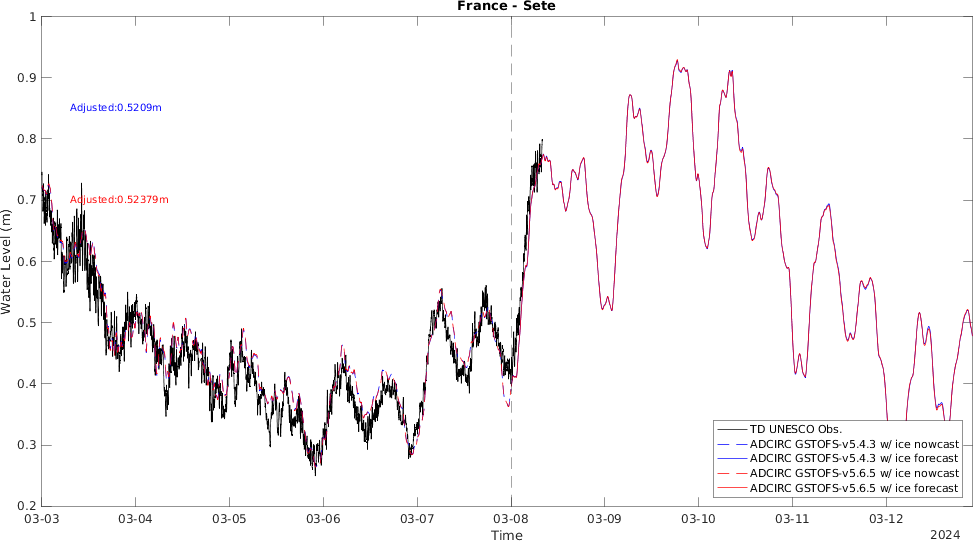 France - Sete
Water Level (m)
1
0.9
0.8
0.7
0.6
0.5
0.4
0.3
0.2
Adjusted:0.5209m
Adjusted:0.52379m
TD UNESCO Obs.
ADCIRC GSTOFS-v5.4.3 w/ ice nowcast
ADCIRC GSTOFS-v5.4.3 w/ ice forecast
ADCIRC GSTOFS-v5.6.5 w/ ice nowcast
ADCIRC GSTOFS-v5.6.5 w/ ice forecast
03-03 03-04 03-05 03-06 03-07 03-08 03-09 03-10 03-11 03-12
Time
2024